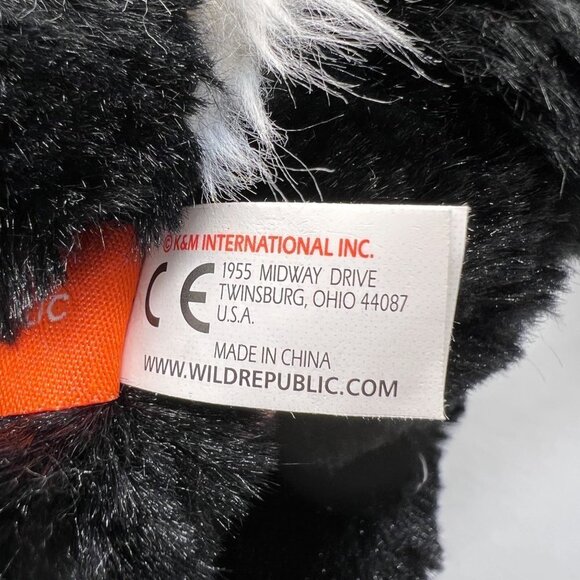 © K&M INTERNATIONAL INC.
CE
1955 MIDWAY DRIVE
TWINSBURG, OHIO 44087
U.S.A.
MADE IN CHINA
WWW.WILDREPUBLIC.COM